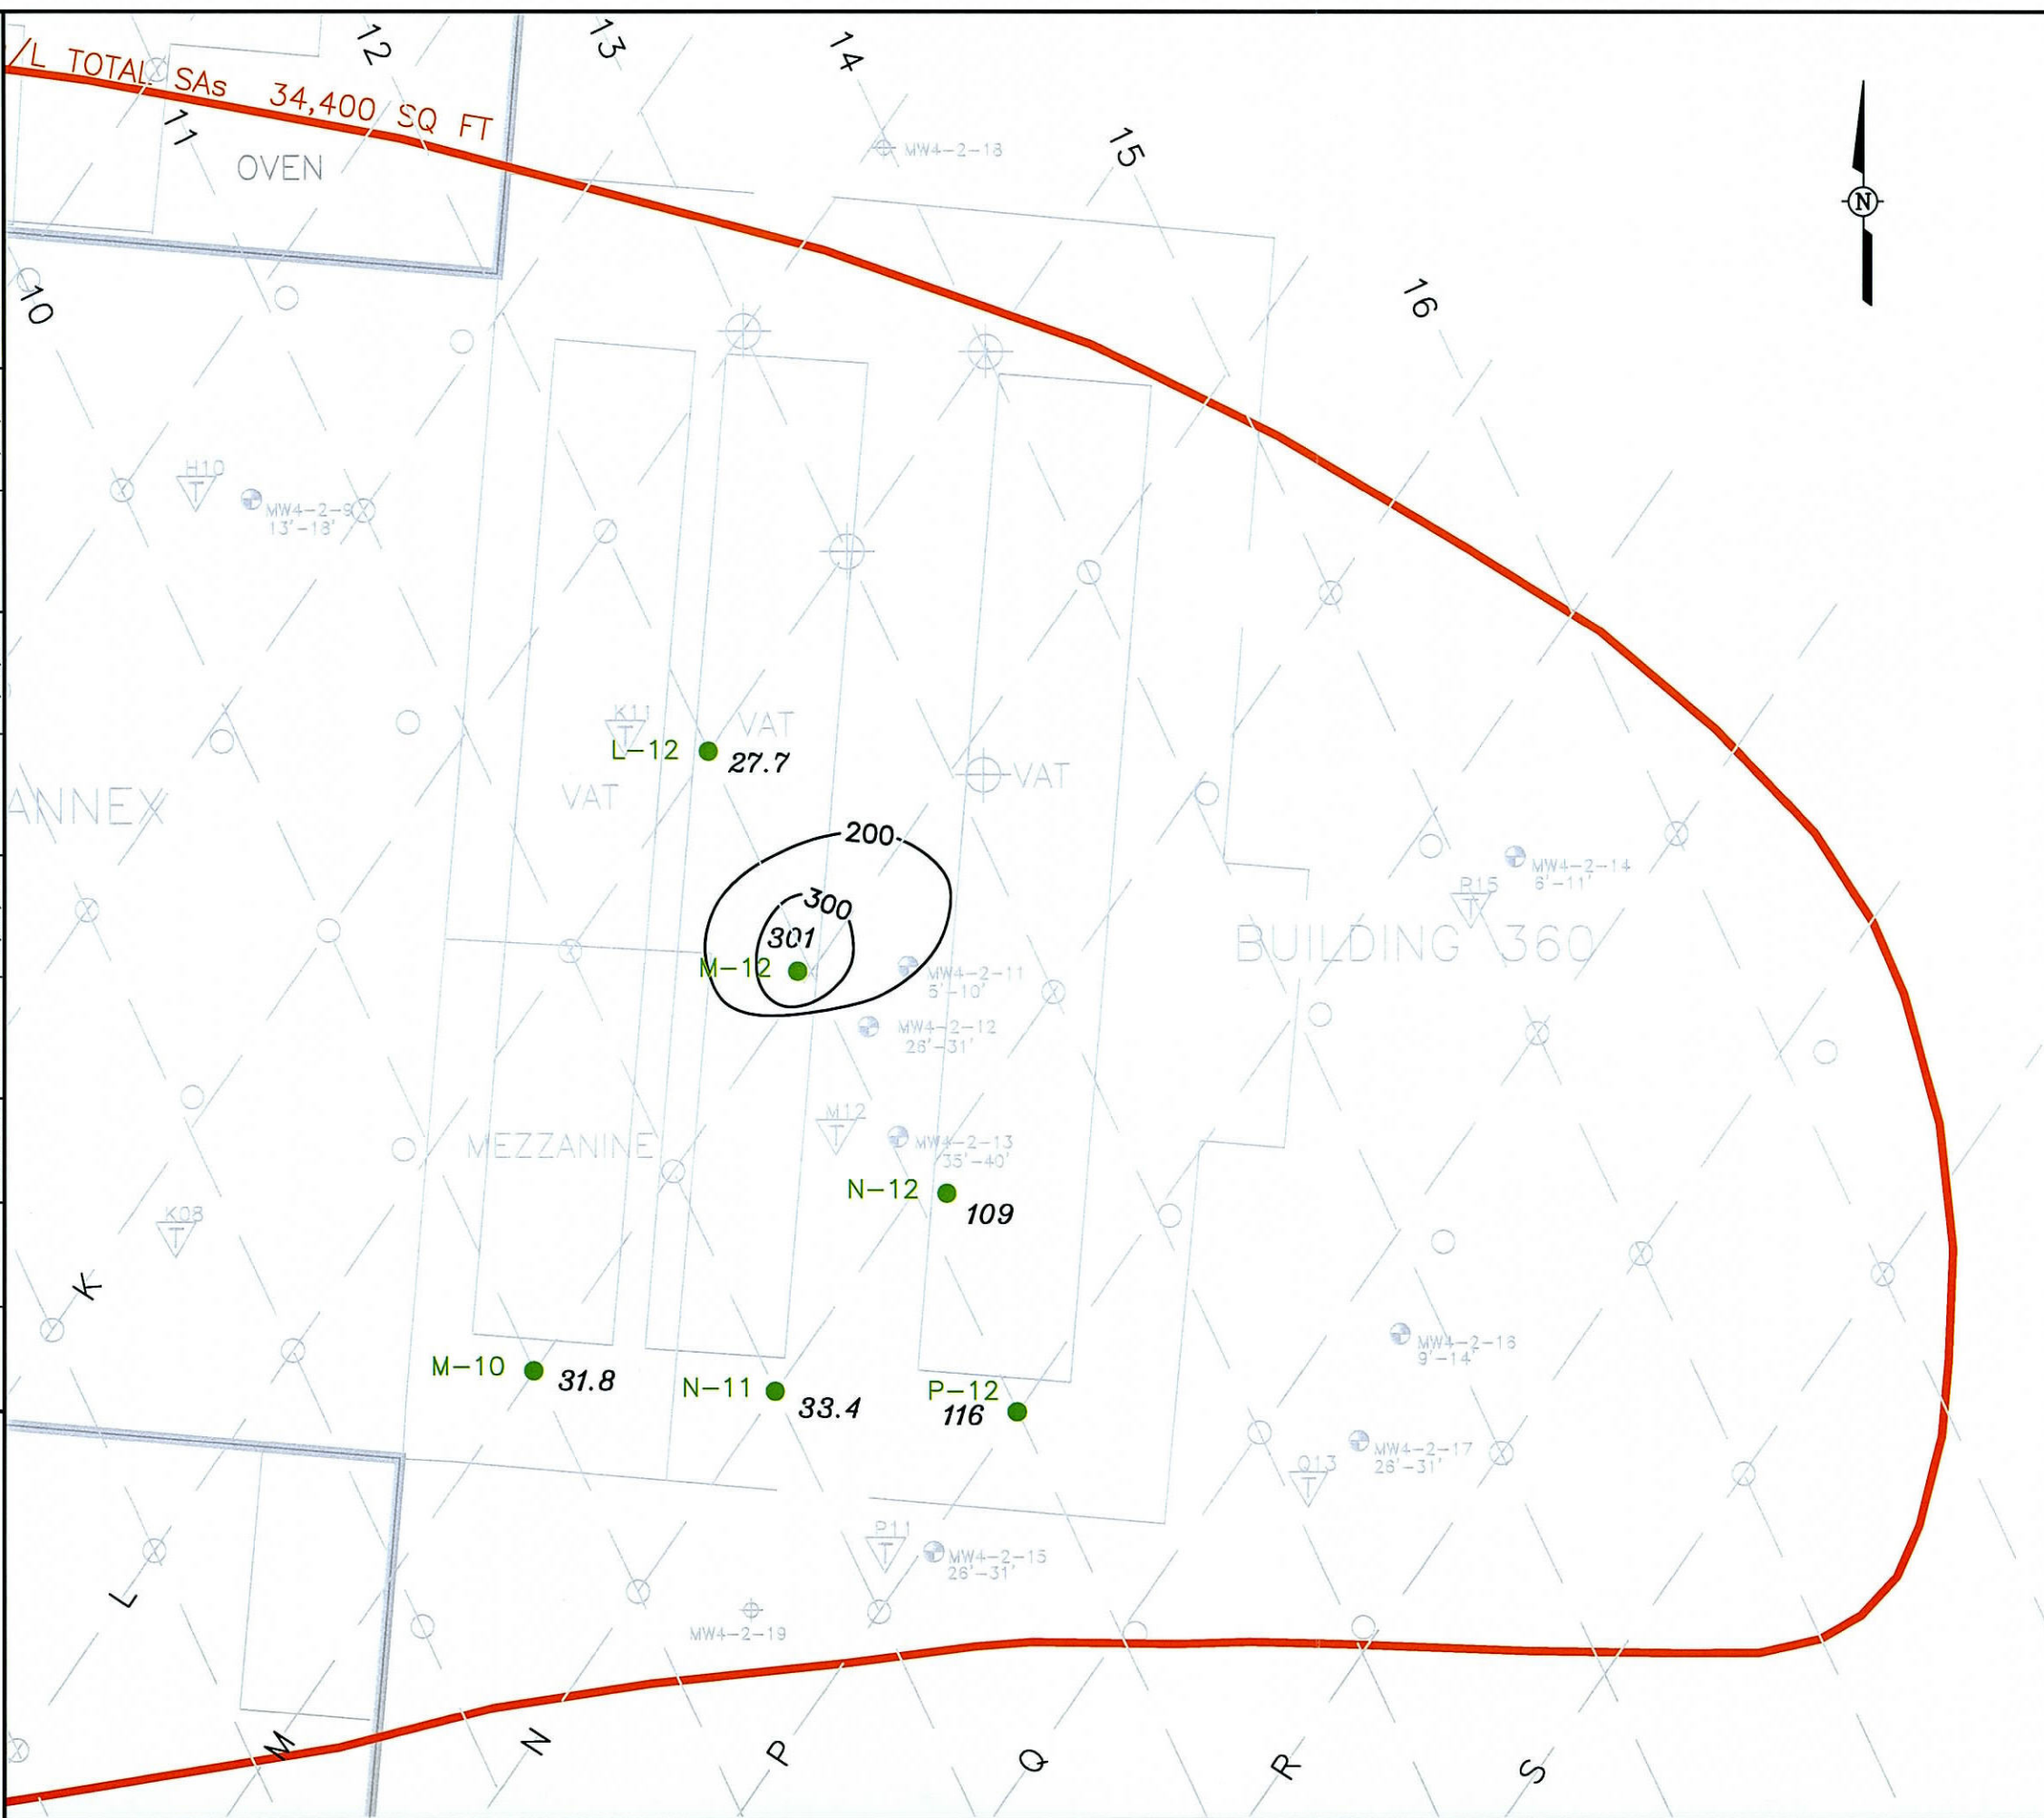 12
13
14
/L TOTAL SAs 34,400 SQ FT
11
15
OVEN
MW4-2-18
N
10
16
H10
T
MW4-2-9
13'-18'
K11
T
VAT
L-12
27.7
VAT
VAT
ANNEX
200
300
301
M-12
MW4-2-11
5'-10'
MW4-2-14
6'-11'
R15
T
BUILDING 360
MW4-2-12
26'-31'
M12
T
MW4-2-13
35'-40'
MEZZANINE
N-12
109
K08
T
K
MW4-2-16
9'-14'
M-10
31.8
N-11
33.4
P-12
116
MW4-2-17
26'-31'
Q13
T
P11
T
MW4-2-15
26'-31'
L
MW4-2-19
M
N
P
Q
R
S